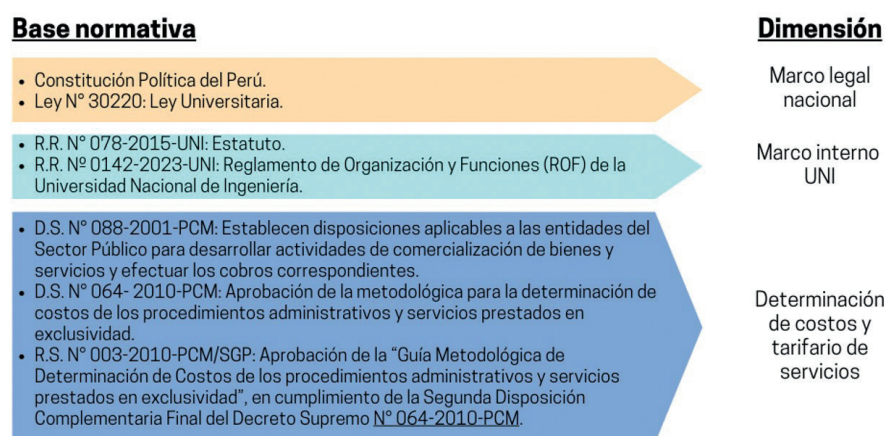 Base normativa
Dimensión
• Constitución Política del Perú.
• Ley N° 30220: Ley Universitaria.
Marco legal
nacional
• R.R. N° 078-2015-UNI: Estatuto.
• R.R. Nº 0142-2023-UNI: Reglamento de Organización y Funciones (ROF) de la
Universidad Nacional de Ingeniería.
Marco interno
UNI
• D.S. N° 088-2001-PCM: Establecen disposiciones aplicables a las entidades del
Sector Público para desarrollar actividades de comercialización de bienes y
servicios y efectuar los cobros correspondientes.
• D.S. N° 064- 2010-PCM: Aprobación de la metodológica para la determinación de
costos de los procedimientos administrativos y servicios prestados en
exclusividad.
• R.S. N° 003-2010-PCM/SGP: Aprobación de la “Guía Metodológica de
Determinación de Costos de los procedimientos administrativos y servicios
prestados en exclusividad”, en cumplimiento de la Segunda Disposición
Complementaria Final del Decreto Supremo N° 064-2010-PCM.
Determinación
de costos y
tarifario de
servicios